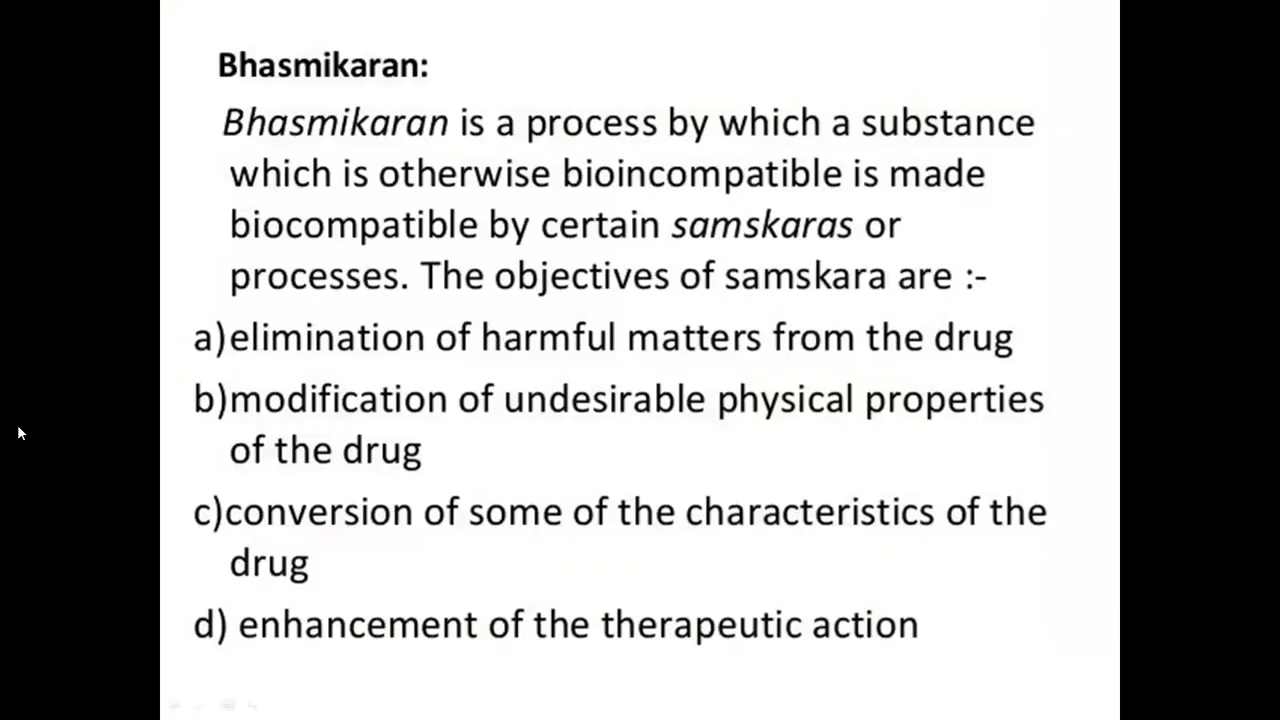 Bhasmikaran:
Bhasmikaran is a process by which a substance
which is otherwise bioincompatible is made
biocompatible by certain samskaras or
processes. The objectives of samskara are :-
a)elimination of harmful matters from the drug
b)modification of undesirable physical properties
of the drug
c)conversion of some of the characteristics of the
drug
d) enhancement of the therapeutic action